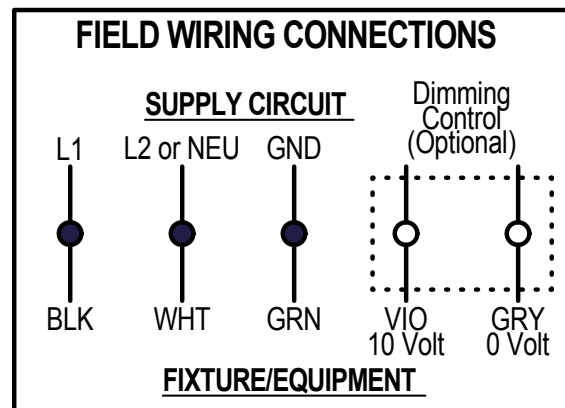 FIELD WIRING CONNECTIONS
SUPPLY CIRCUIT
Dimming
Control
(Optional)
L1 L2 or NEU GND
BLK WHT GRN VIO GRY
10 Volt 0 Volt
FIXTURE/EQUIPMENT